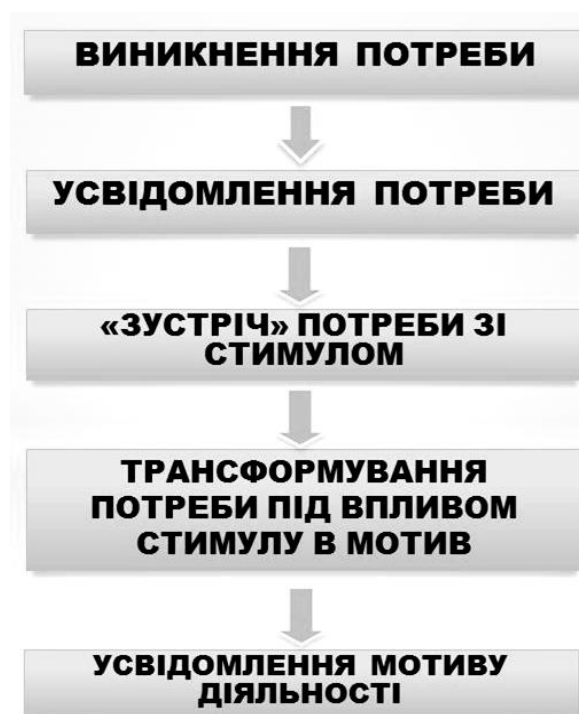 ВИНИКНЕННЯ ПОТРЕБИ
УСВІДОМЛЕННЯ ПОТРЕБИ
«ЗУСТРІЧ» ПОТРЕБИ ЗІ
СТИМУЛОМ
ТРАНСФОРМУВАННЯ
ПОТРЕБИ ПІД ВПЛИВОМ
СТИМУЛУ В МОТИВ
УСВІДОМЛЕННЯ МОТИВУ
ДІЯЛЬНОСТІ